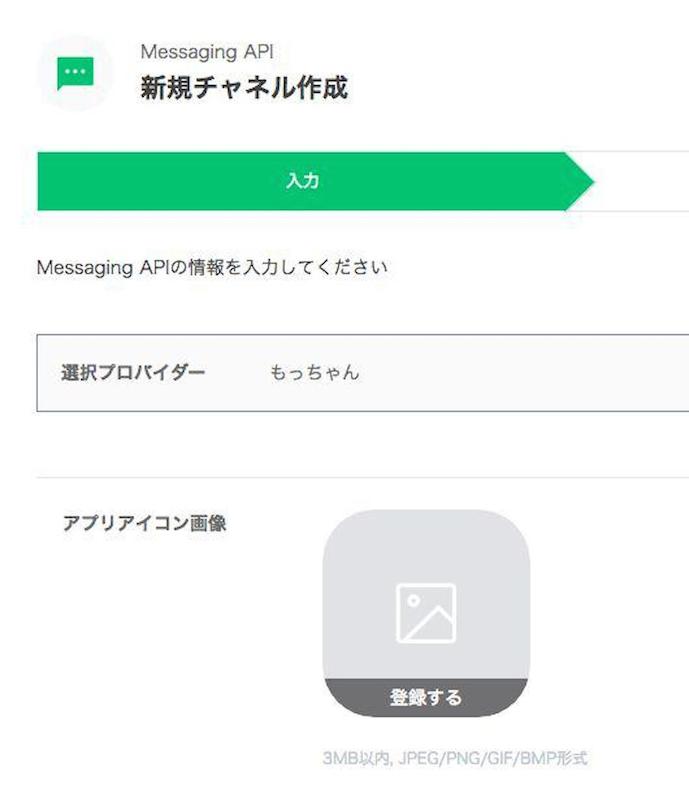 Messaging API
新規チャネル作成
入力
Messaging APIの情報を入力してください
選択プロバイダー もっちゃん
アプリアイコン画像
登録する
3MB以内, JPEG/PNG/GIF/BMP形式